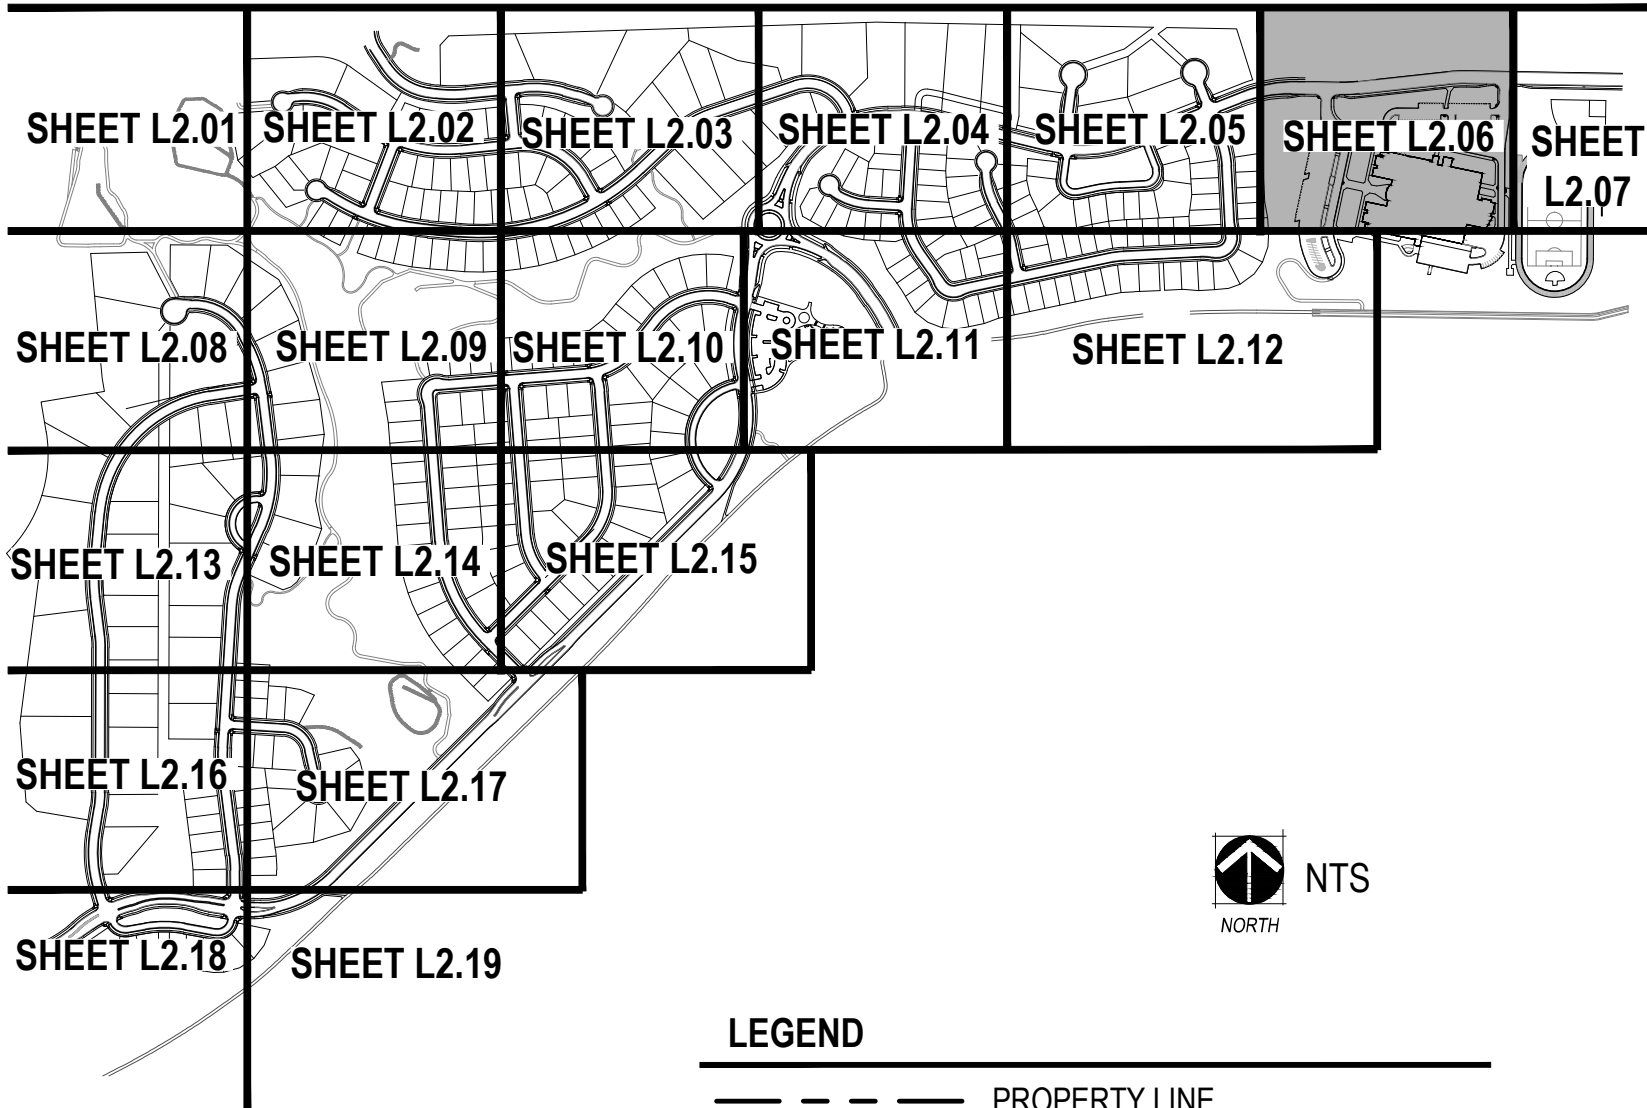 SHEET L2.01
SHEET L2.02
SHEET L2.03
SHEET L2.04
SHEET L2.05
SHEET L2.06
SHEET
L2.07
SHEET L2.08
SHEET L2.09
SHEET L2.10
SHEET L2.11
SHEET L2.12
SHEET L2.13
SHEET L2.14
SHEET L2.15
SHEET L2.16
SHEET L2.17
NTS
NORTH
SHEET L2.18
SHEET L2.19
LEGEND
PROPERTY LINE